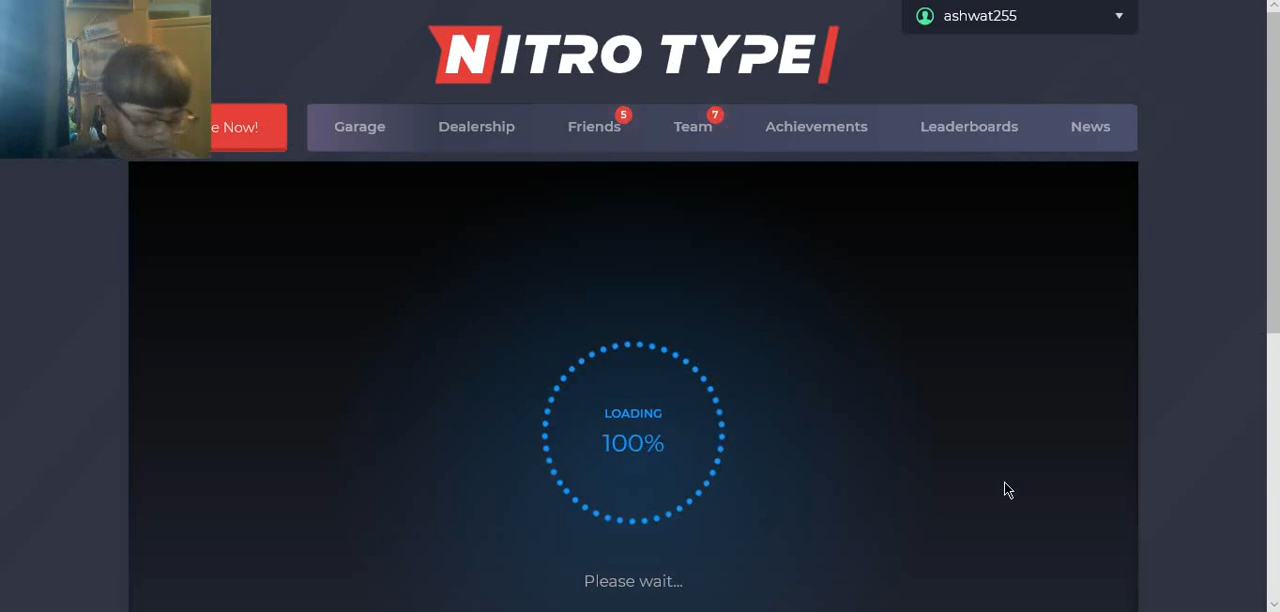 ashwat255
NITRO TYPE
e Now!
Garage
Dealership
Friends
5
Team
7
Achievements
Leaderboards
News
LOADING
100%
Please wait...